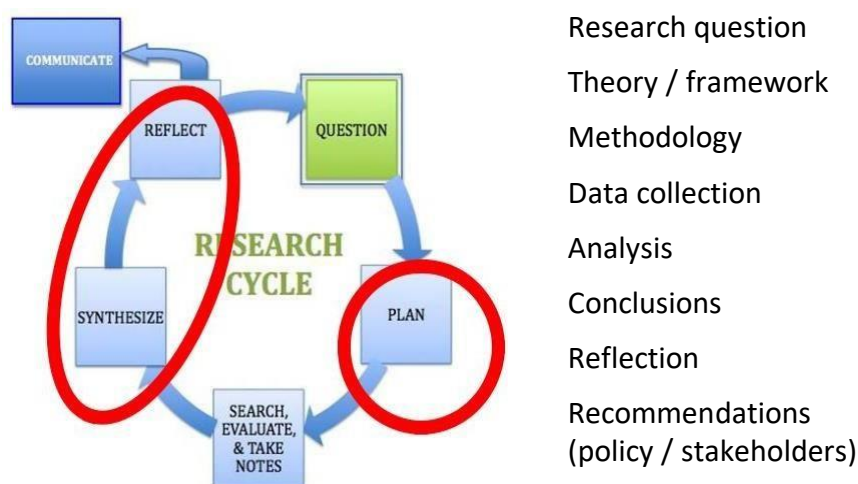 COMMUNICATE
REFLECT
QUESTION
RESEARCH
CYCLE
SYNTHESIZE
PLAN
SEARCH,
EVALUATE,
& TAKE
NOTES
Research question
Theory / framework
Methodology
Data collection
Analysis
Conclusions
Reflection
Recommendations
(policy / stakeholders)